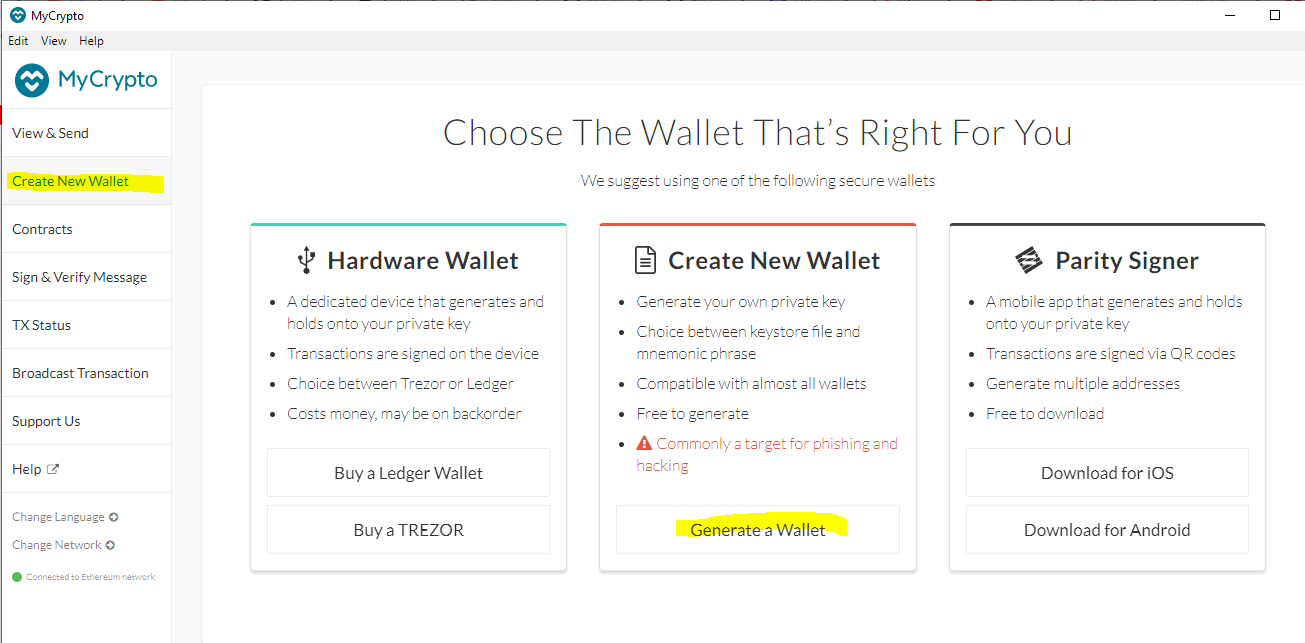 MyCrypto
Edit View Help
MyCrypto
View & Send
Create New Wallet
Contracts
Sign & Verify Message
TX Status
Broadcast Transaction
Support Us
Help
Change Language
Change Network
Connected to Ethereum network
Choose The Wallet That’s Right For You
We suggest using one of the following secure wallets
Hardware Wallet
A dedicated device that generates and
holds onto your private key
Transactions are signed on the device
Choice between Trezor or Ledger
Costs money, may be on backorder
Buy a Ledger Wallet
Buy a TREZOR
Create New Wallet
Generate your own private key
Choice between keystore file and
mnemonic phrase
Compatible with almost all wallets
Free to generate
Commonly a target for phishing and
hacking
Generate a Wallet
Parity Signer
A mobile app that generates and holds
onto your private key
Transactions are signed via QR codes
Generate multiple addresses
Free to download
Download for iOS
Download for Android